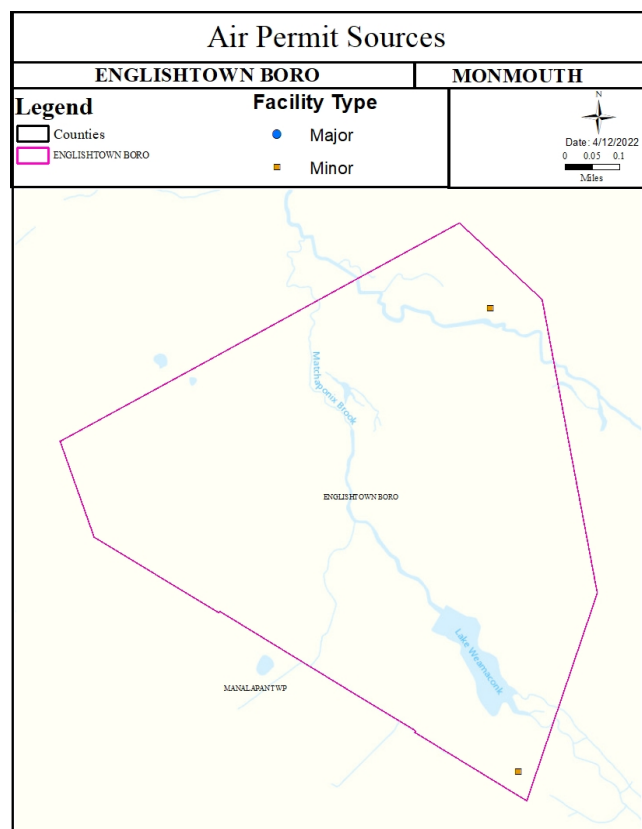 Air Permit Sources
ENGLISHTOWN BORO
MONMOUTH
Legend
Counties
ENGLISHTOWN BORO
Facility Type
Major
Minor
N
Date: 4/12/2022
0 0.05 0.1
Miles
Matchaponix Brook
ENGLISHTOWN BORO
Lake Weamaconk
MANALAPAN TWP